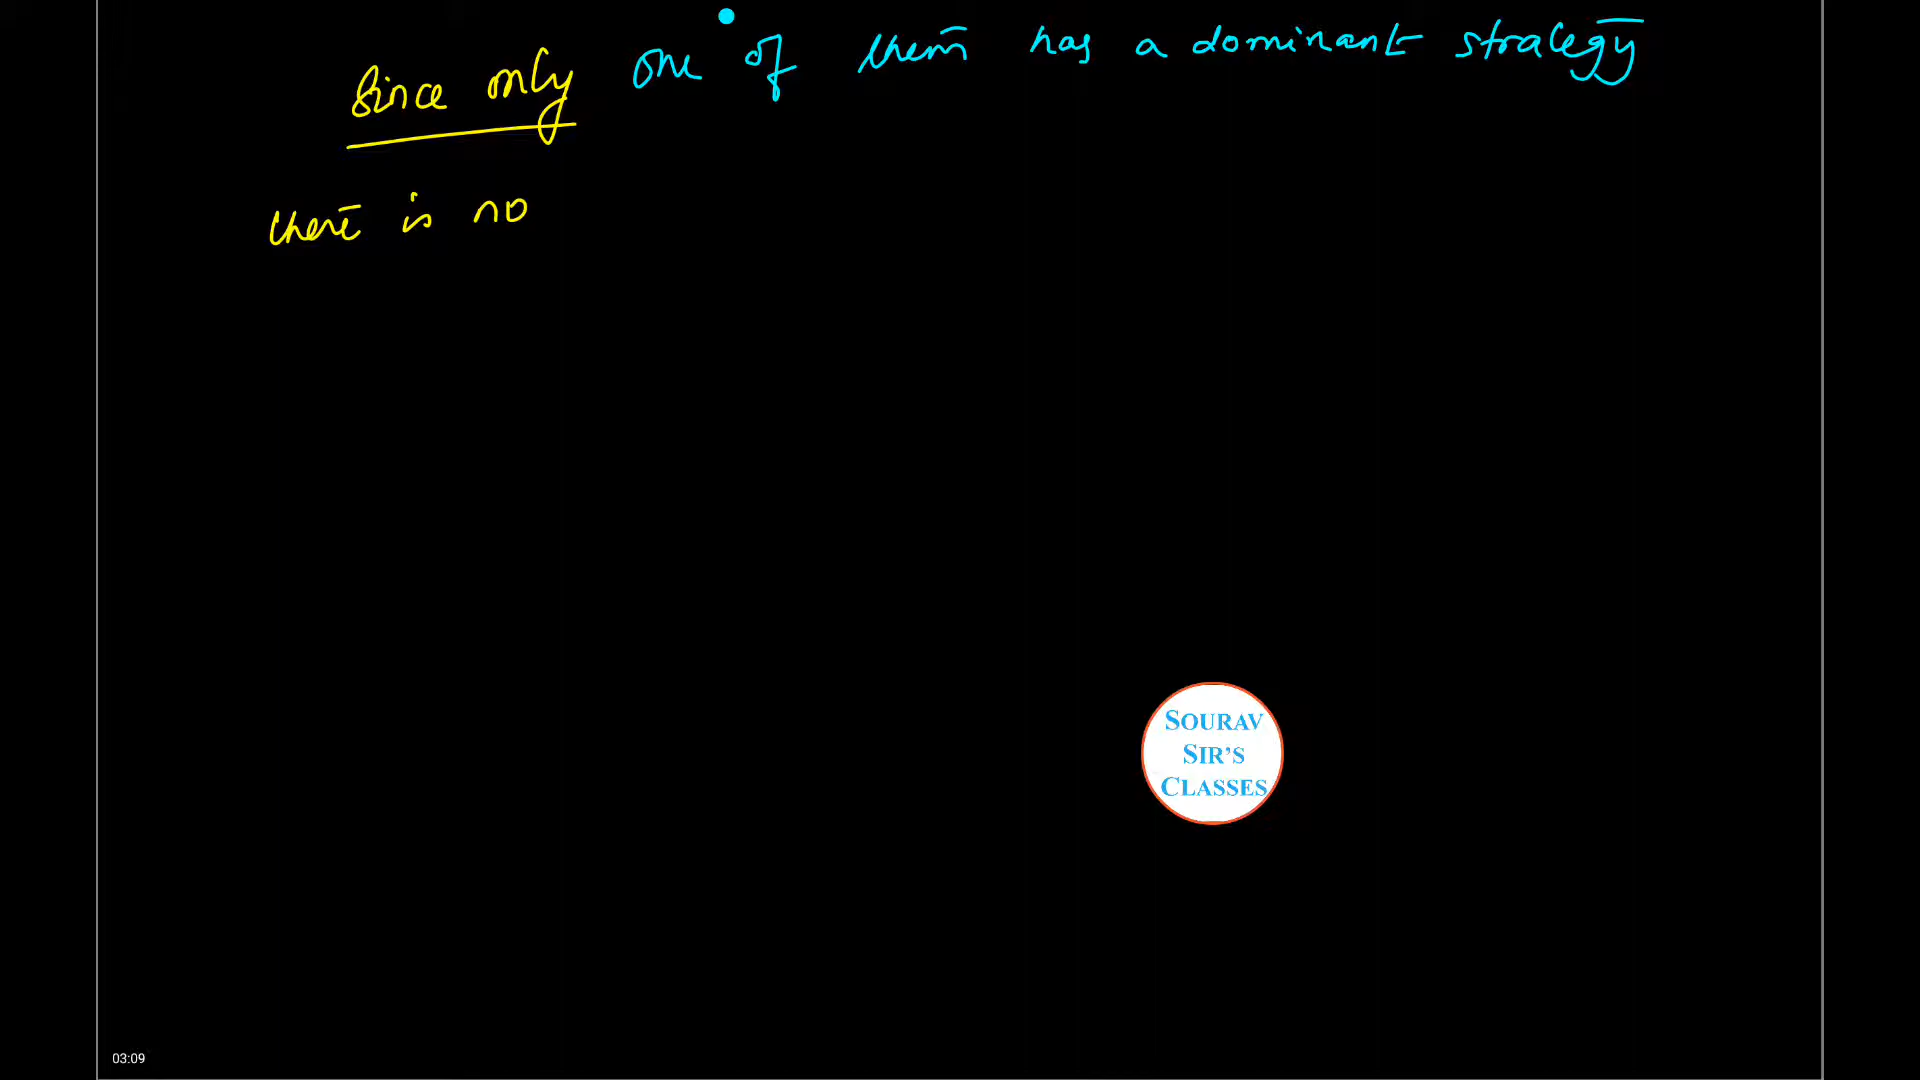 Since only one of them has a dominant strategy
there is no
SOURAV
SIR'S
CLASSES
03:09